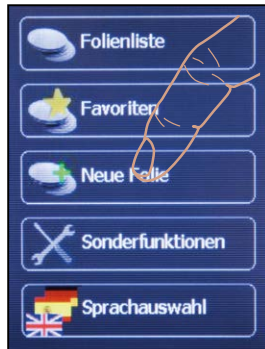 Folienliste
Favoriten
Neue Folie
Sonderfunktionen
Sprachauswahl